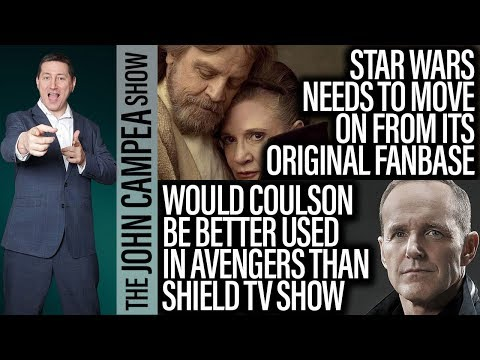 THE JOHN CAMPEA SHOW
STAR WARS
NEEDS TO MOVE
ON FROM ITS
ORIGINAL FANBASE
WOULD COULSON
BE BETTER USED
IN AVENGERS THAN
SHIELD TV SHOW